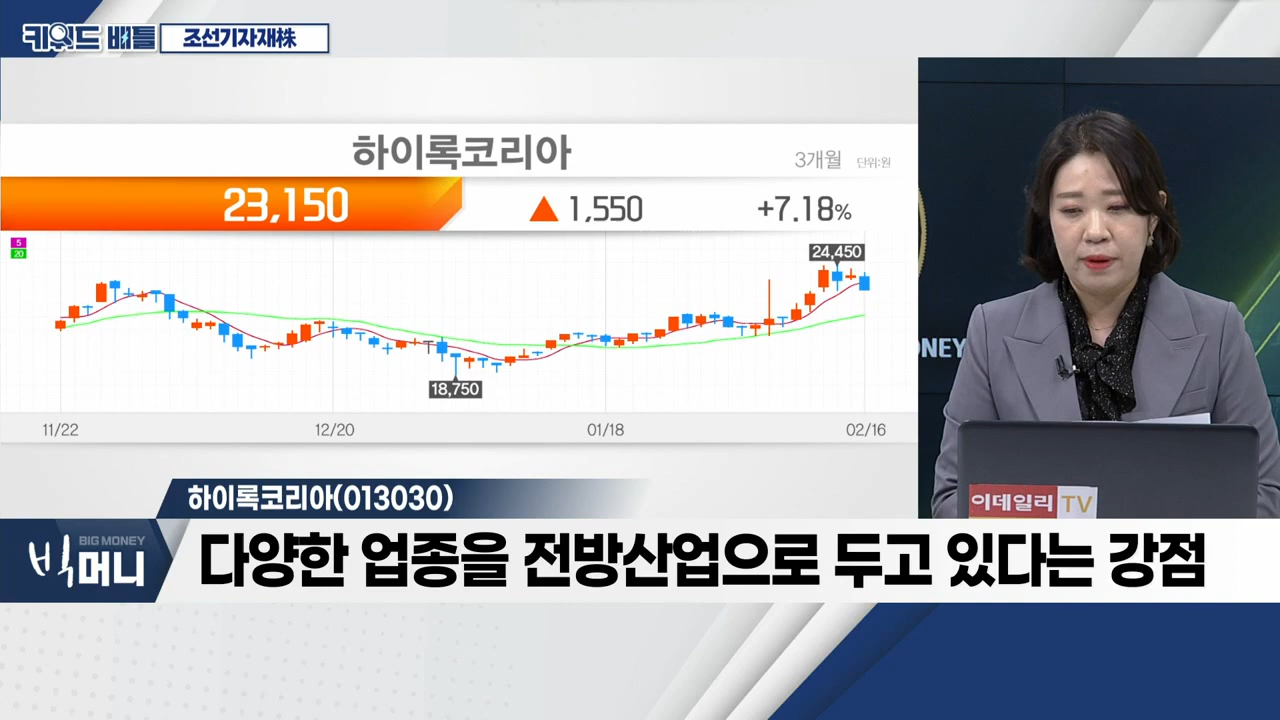 키워드 배틀 조선기자재株
하이록코리아
3개월 단위:원
23,150 ▲ 1,550 +7.18%
5
20
24,450
18,750
11/22 12/20 01/18 02/16
ONEY
이데일리 TV
하이록코리아(013030)
BIG MONEY
빅머니
다양한 업종을 전방산업으로 두고 있다는 강점